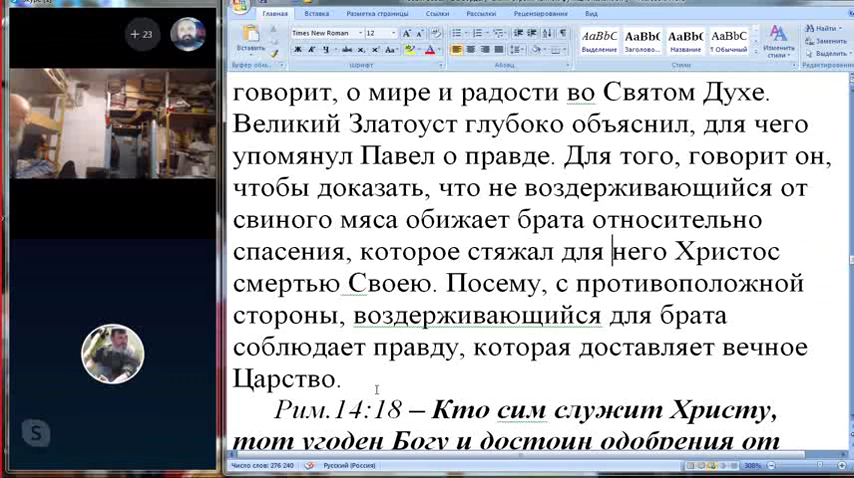 + 23
Главная Вставка Разметка страницы Ссылки Рассылки Рецензирование Вид
Вставить
Times New Roman 12
АаВbС АаВb( АаВbС АаВbС
Выделение Заголово... Название Т Обычный
Изменить стили
Найти
Заменить
Выделить
Буфер обм... Шрифт Абзац Стили Редактирование
говорит, о мире и радости во Святом Духе.
Великий Златоуст глубоко объяснил, для чего
упомянул Павел о правде. Для того, говорит он,
чтобы доказать, что не воздерживающийся от
свиного мяса обижает брата относительно
спасения, которое стяжал для него Христос
смертью Своею. Посему, с противоположной
стороны, воздерживающийся для брата
соблюдает правду, которая доставляет вечное
Царство.
Рим.14:18 – Кто сим служит Христу,
тот угоден Богу и достоин одобрения от
Число слов: 276 240 Русский (Россия) 308%